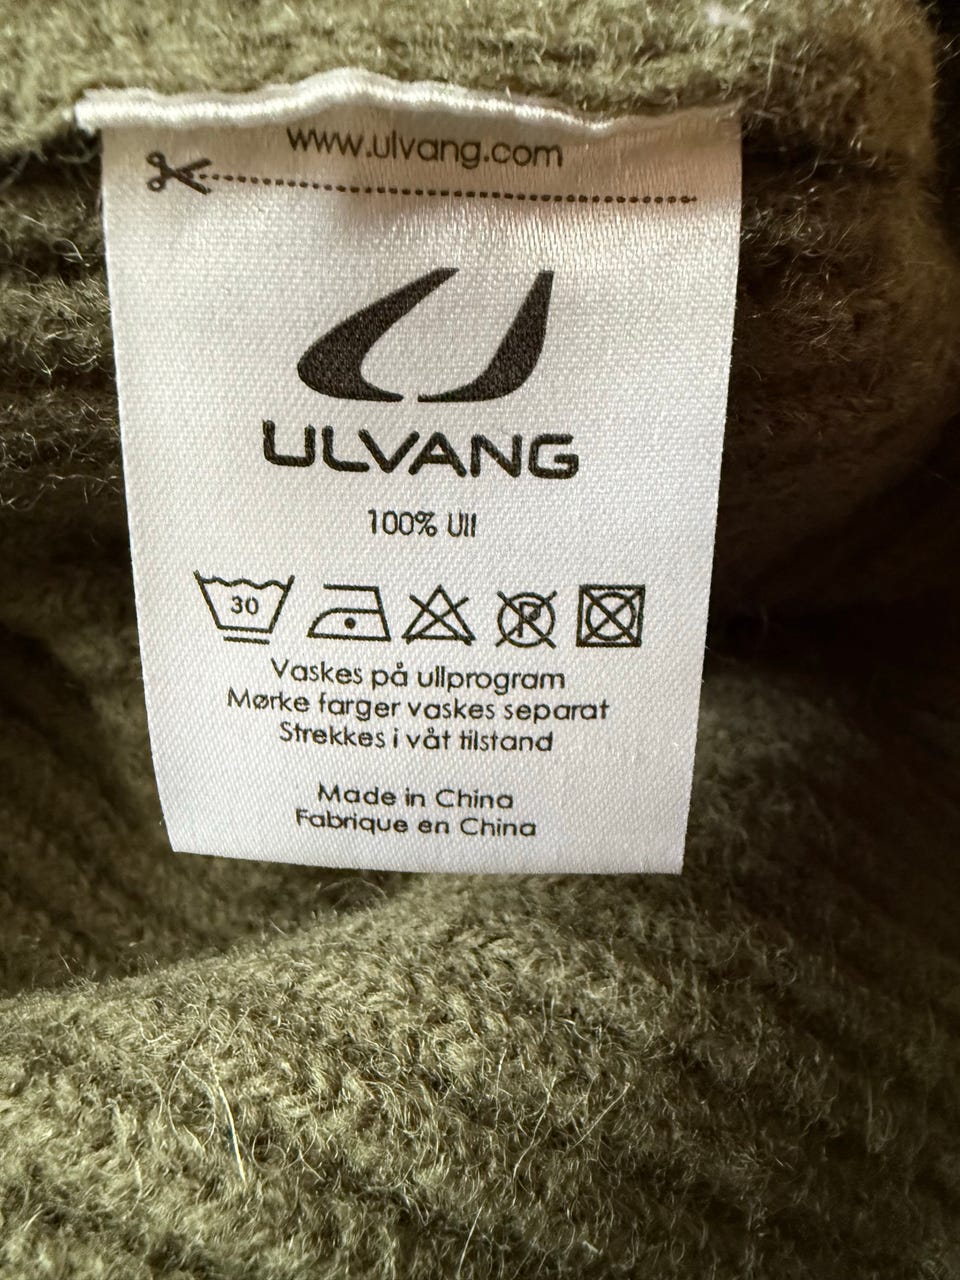 www.ulvang.com
ULVANG
100% Ull
30
P
Vaskes på ullprogram
Mørke farger vaskes separat
Strekkes i våt tilstand
Made in China
Fabrique en China